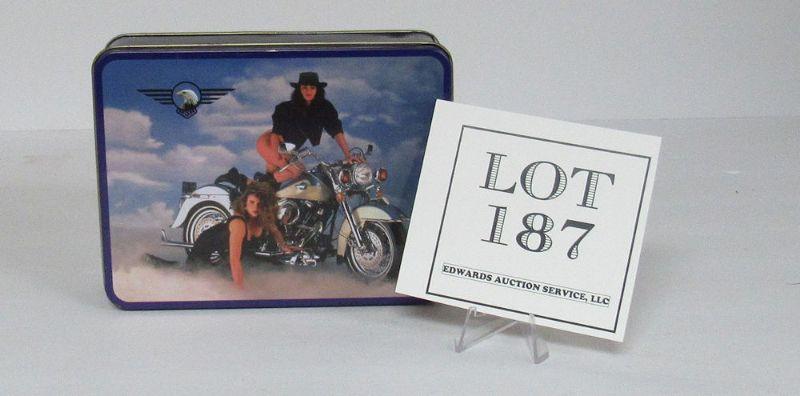 LOT
187
EDWARDS AUCTION SERVICE, LLC